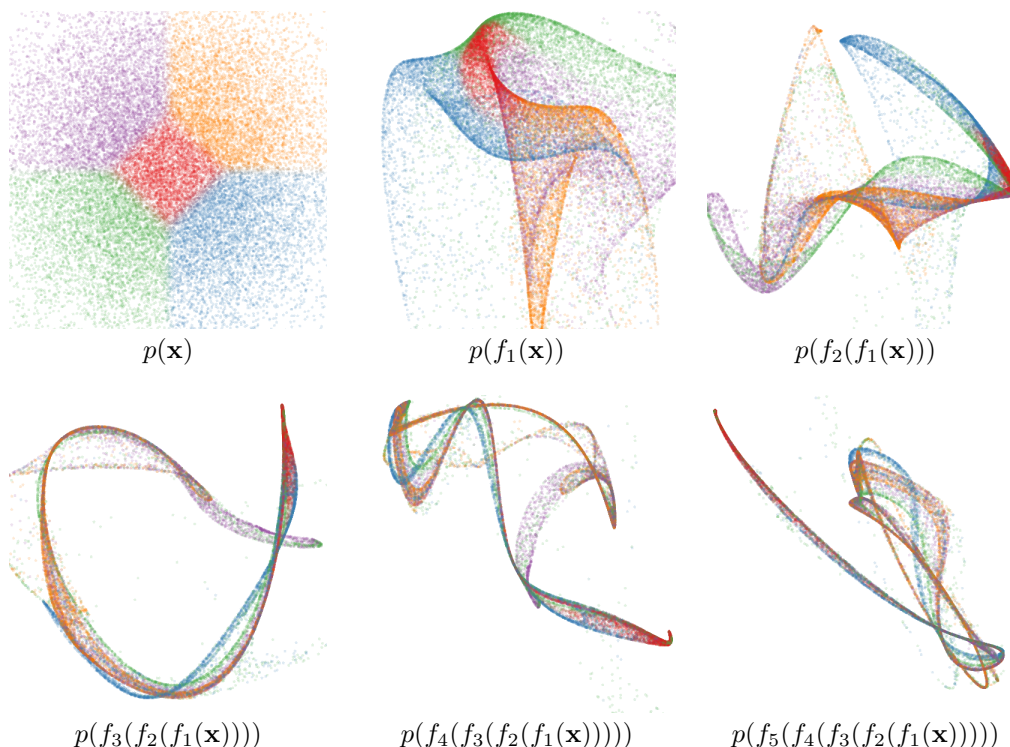 p(x)
p(f₁(x))
p(f₂(f₁(x)))
p(f₃(f₂(f₁(x))))
p(f₄(f₃(f₂(f₁(x)))))
p(f₅(f₄(f₃(f₂(f₁(x)))))